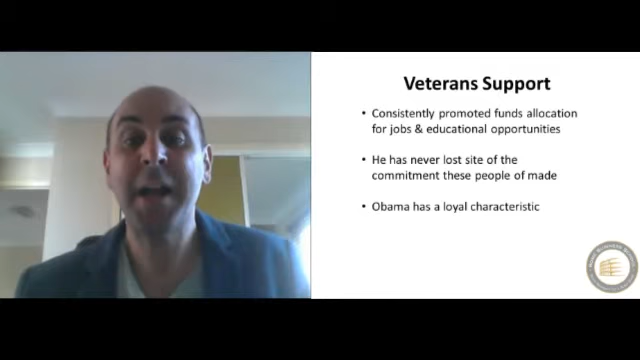 Veterans Support
• Consistently promoted funds allocation
for jobs & educational opportunities
• He has never lost site of the
commitment these people of made
• Obama has a loyal characteristic